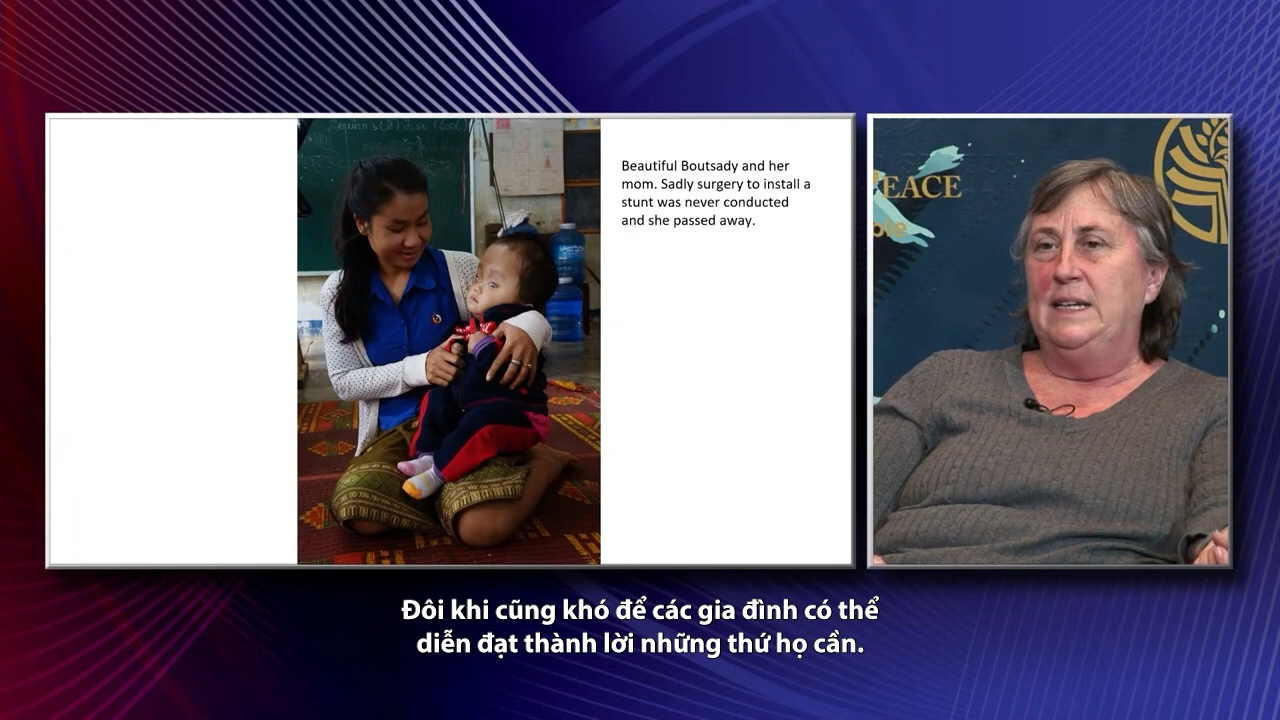 Beautiful Boutsady and her
mom. Sadly surgery to install a
stunt was never conducted
and she passed away.
EACE
Đôi khi cũng khó để các gia đình có thể
diễn đạt thành lời những thứ họ cần.